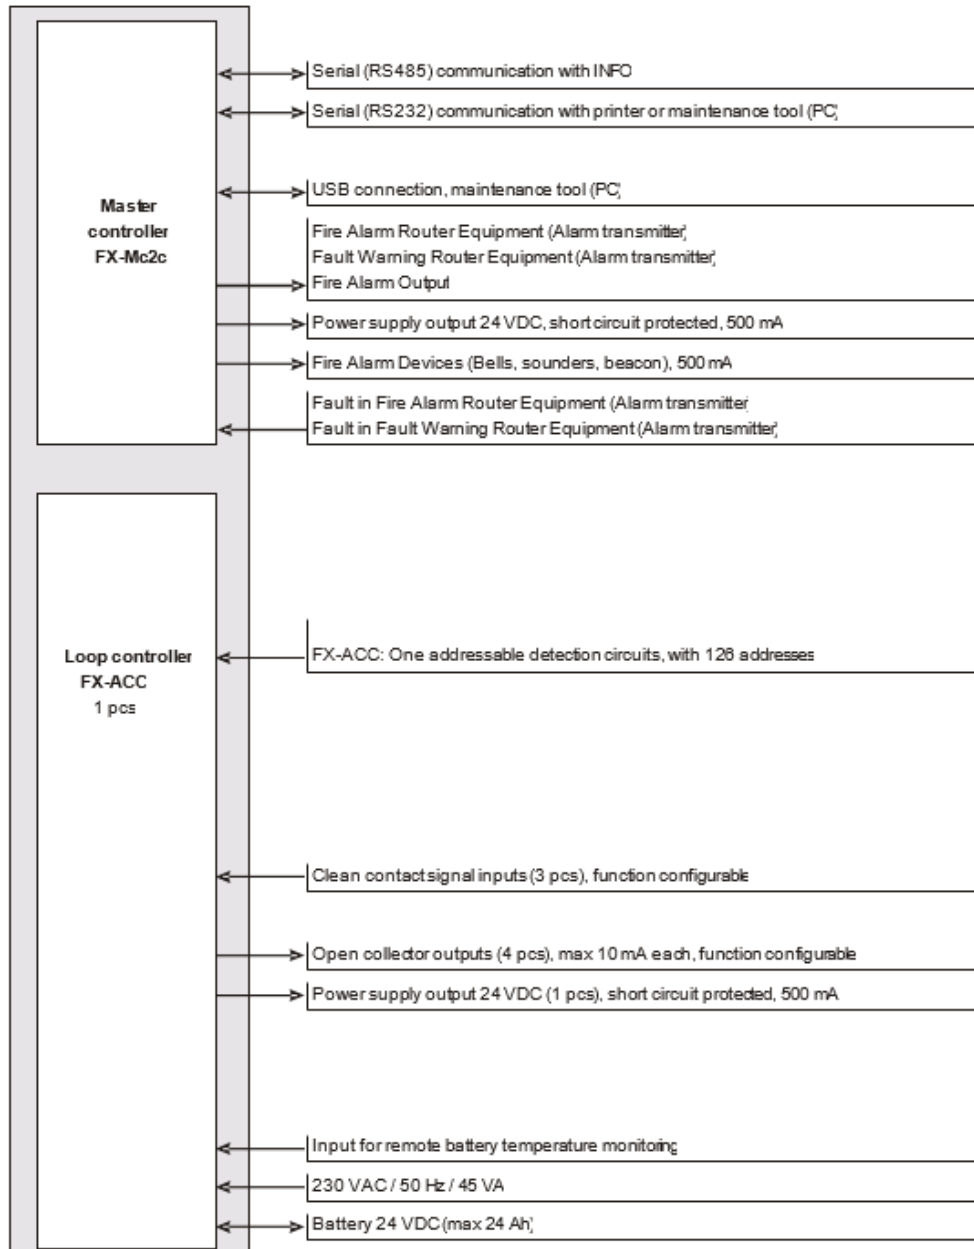 Serial (RS485) communication with INFO
Serial (RS232) communication with printer or maintenance tool (PC)
USB connection, maintenance tool (PC)
Master
controller
FX-Mc2c
Fire Alarm Router Equipment (Alarm transmitter)
Fault Warning Router Equipment (Alarm transmitter)
Fire Alarm Output
Power supply output 24 VDC, short circuit protected, 500 mA
Fire Alarm Devices (Bells, sounders, beacon), 500 mA
Fault in Fire Alarm Router Equipment (Alarm transmitter
Fault in Fault Warning Router Equipment (Alarm transmitter)
Loop controller
FX-ACC
1 pcs
FX-ACC: One addressable detection circuits, with 126 addresses
Clean contact signal inputs (3 pcs), function configurable
Open collector outputs (4 pcs), max 10 mA each, function configurable
Power supply output 24 VDC (1 pcs), short circuit protected, 500 mA
Input for remote battery temperature monitoring
230 VAC / 50 Hz / 45 VA
Battery 24 VDC (max 24 Ah)